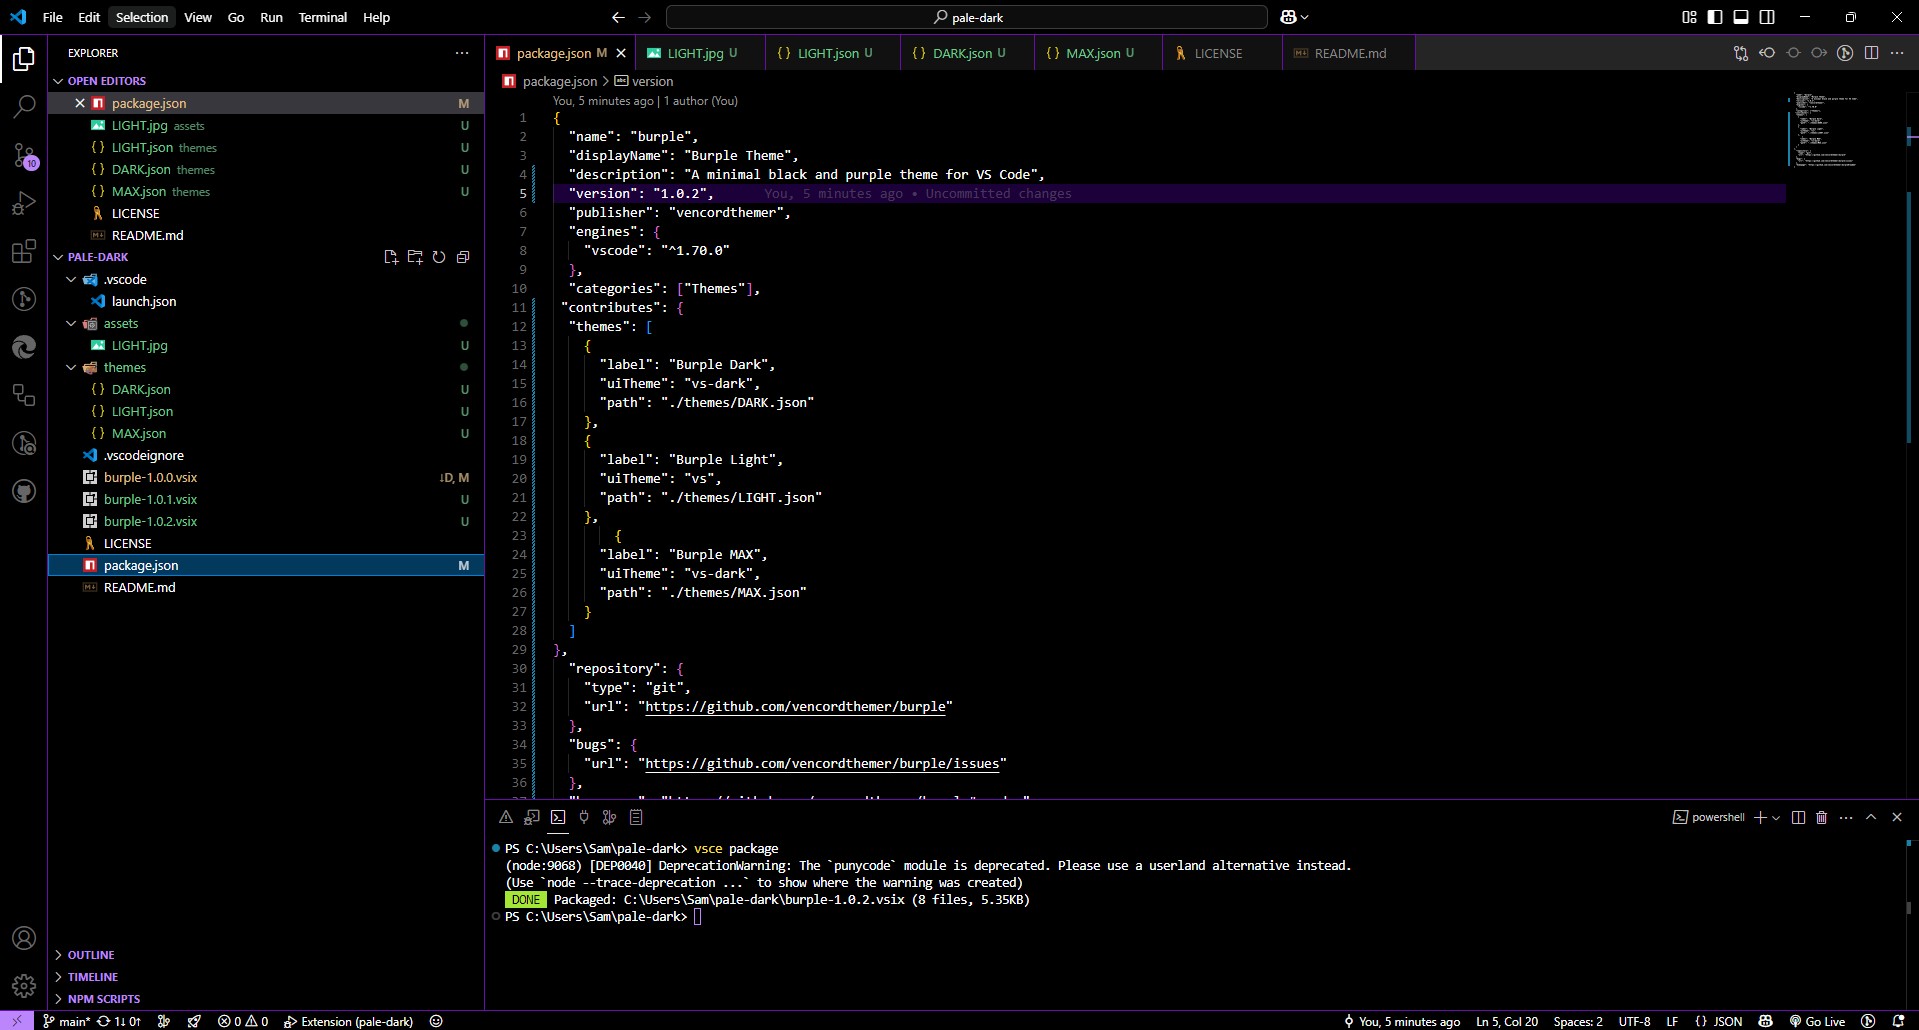 File Edit Selection View Go Run Terminal Help
pale-dark
EXPLORER
OPEN EDITORS
package.json M
LIGHT.jpg assets U
LIGHT.json themes U
DARK.json themes U
MAX.json themes U
LICENSE
README.md
PALE-DARK
.vscode
launch.json
assets
LIGHT.jpg U
themes
DARK.json U
LIGHT.json U
MAX.json U
.vscodeignore
burple-1.0.0.vsix ↓D, M
burple-1.0.1.vsix U
burple-1.0.2.vsix U
LICENSE
package.json M
README.md
OUTLINE
TIMELINE
NPM SCRIPTS
10
package.json M LIGHT.jpg U LIGHT.json U DARK.json U MAX.json U LICENSE README.md
package.json > version
You, 5 minutes ago | 1 author (You)
1 {
2 "name": "burple",
3 "displayName": "Burple Theme",
4 "description": "A minimal black and purple theme for VS Code",
5 "version": "1.0.2", You, 5 minutes ago • Uncommitted changes
6 "publisher": "vencordthemer",
7 "engines": {
8 "vscode": "^1.70.0"
9 },
10 "categories": ["Themes"],
11 "contributes": {
12 "themes": [
13 {
14 "label": "Burple Dark",
15 "uiTheme": "vs-dark",
16 "path": "./themes/DARK.json"
17 },
18 {
19 "label": "Burple Light",
20 "uiTheme": "vs",
21 "path": "./themes/LIGHT.json"
22 },
23 {
24 "label": "Burple MAX",
25 "uiTheme": "vs-dark",
26 "path": "./themes/MAX.json"
27 }
28 ]
29 },
30 "repository": {
31 "type": "git",
32 "url": "https://github.com/vencordthemer/burple"
33 },
34 "bugs": {
35 "url": "https://github.com/vencordthemer/burple/issues"
36 },
powershell
PS C:\Users\Sam\pale-dark> vsce package
(node:9068) [DEP0040] DeprecationWarning: The `punycode` module is deprecated. Please use a userland alternative instead.
(Use `node --trace-deprecation ...` to show where the warning was created)
DONE Packaged: C:\Users\Sam\pale-dark\burple-1.0.2.vsix (8 files, 5.35KB)
PS C:\Users\Sam\pale-dark>
main* 1↓ 0↑ 0 0 Extension (pale-dark) You, 5 minutes ago Ln 5, Col 20 Spaces: 2 UTF-8 LF {} JSON Go Live